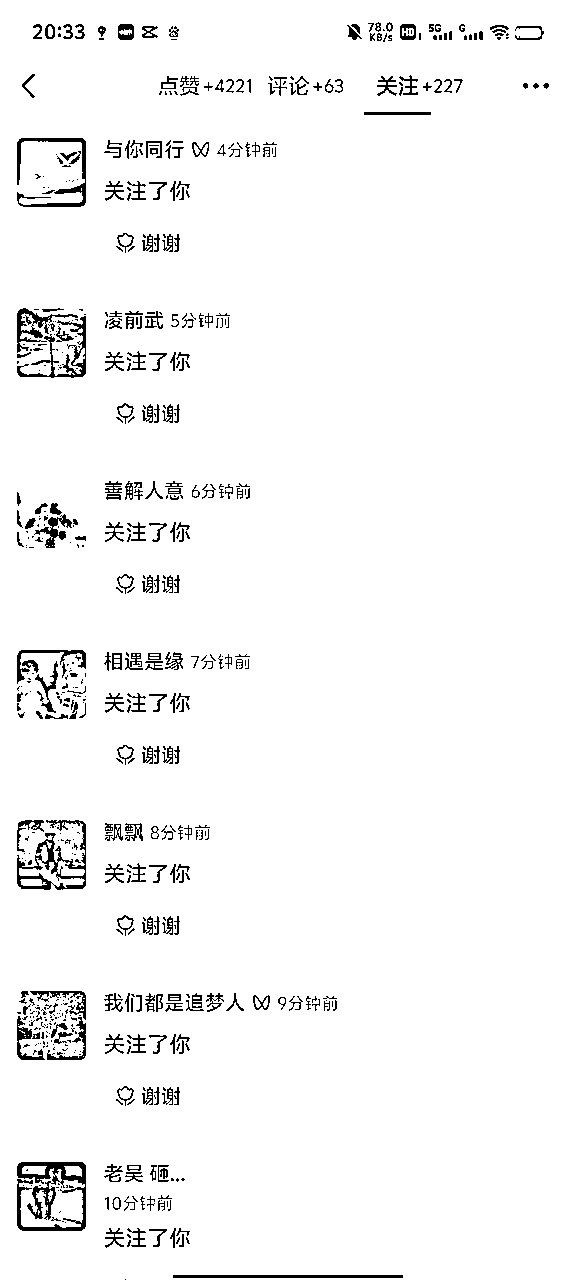 20:33 78.0 KB/s HD 5G G
点赞+4221 评论+63 关注+227
与你同行 4分钟前
关注了你
谢谢
凌前武 5分钟前
关注了你
谢谢
善解人意 6分钟前
关注了你
谢谢
相遇是缘 7分钟前
关注了你
谢谢
飘飘 8分钟前
关注了你
谢谢
我们都是追梦人 9分钟前
关注了你
谢谢
老吴 砸...
10分钟前
关注了你